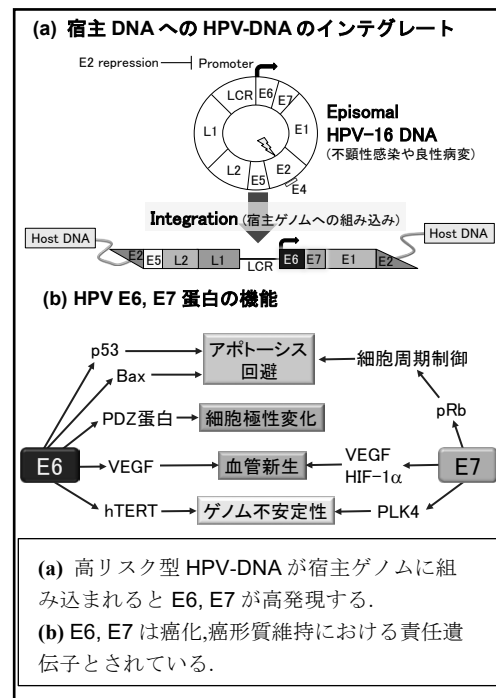 (a) 宿主 DNA への HPV-DNA のインテグレート
E2 repression Promoter
LCR E6 E7
L1 E1
L2 E5 E2
E4
Episomal
HPV-16 DNA
(不顕性感染や良性病変)
Integration (宿主ゲノムへの組み込み)
Host DNA Host DNA
E2 E5 L2 L1 LCR E6 E7 E1 E2
(b) HPV E6, E7 蛋白の機能
p53 アポトーシス 細胞周期制御
Bax 回避
pRb
PDZ蛋白 細胞極性変化
E6 VEGF 血管新生 VEGF E7
HIF-1α
hTERT ゲノム不安定性 PLK4
(a) 高リスク型 HPV-DNA が宿主ゲノムに組
み込まれると E6, E7 が高発現する.
(b) E6, E7 は癌化,癌形質維持における責任遺
伝子とされている.